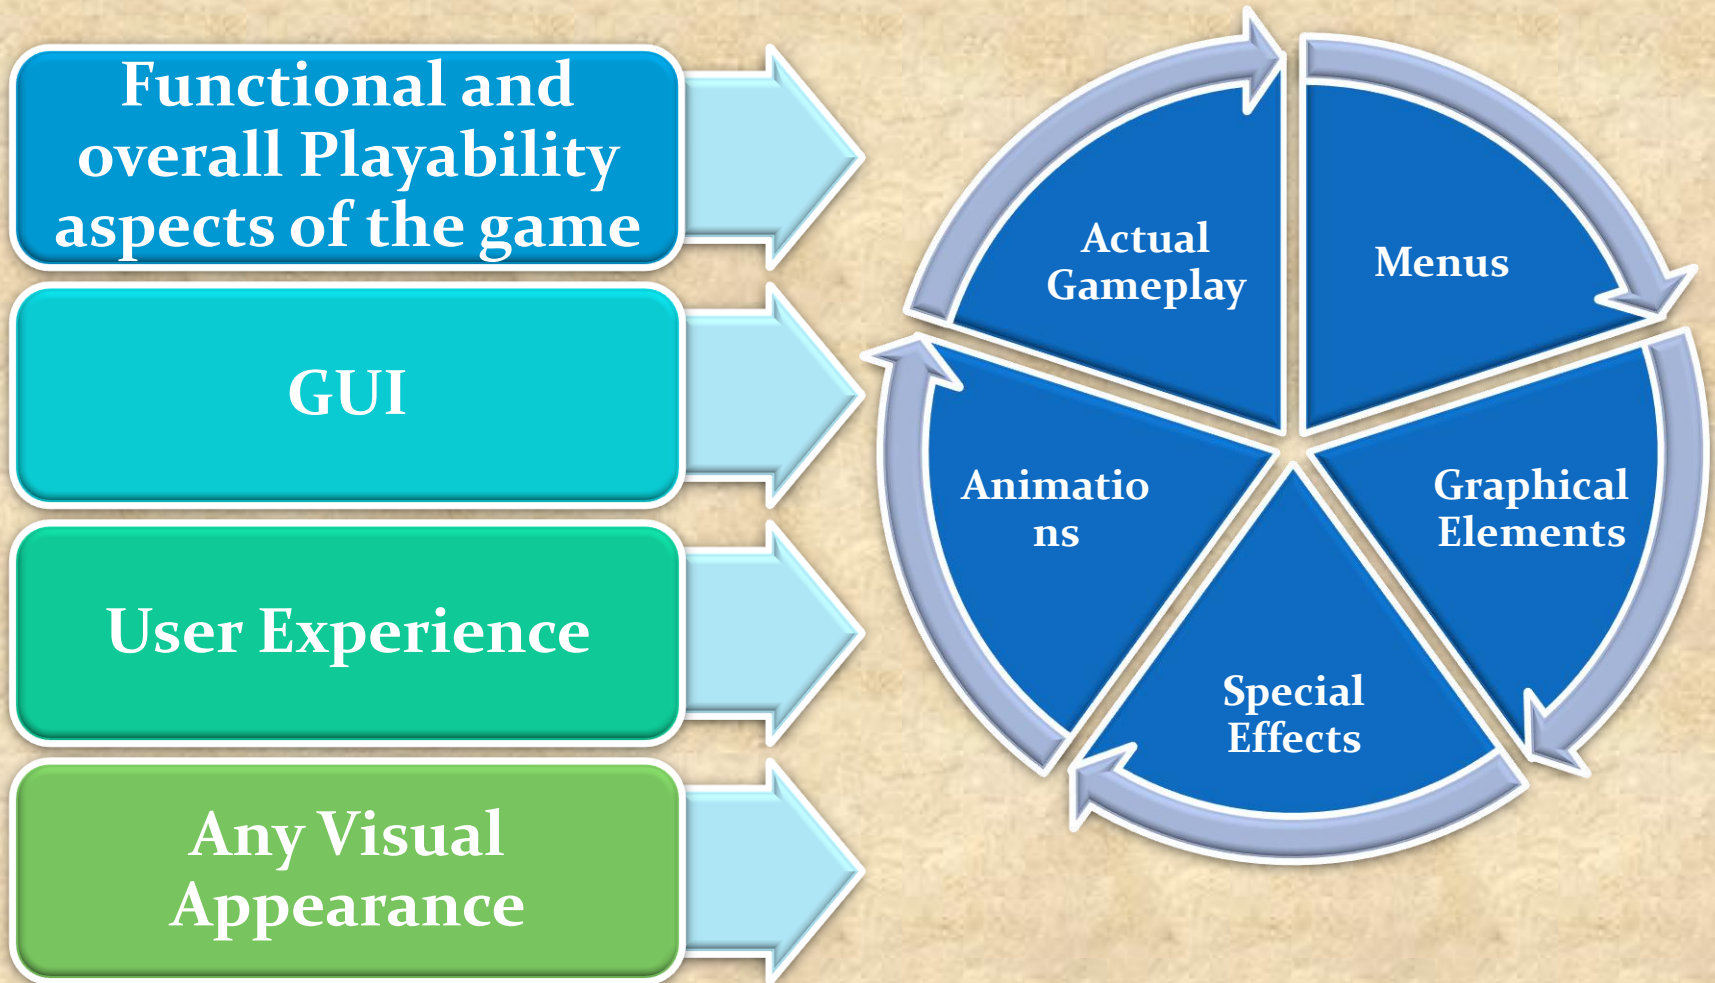 Functional and
overall Playability
aspects of the game
GUI
User Experience
Any Visual
Appearance
Actual
Gameplay
Menus
Animatio
ns
Graphical
Elements
Special
Effects